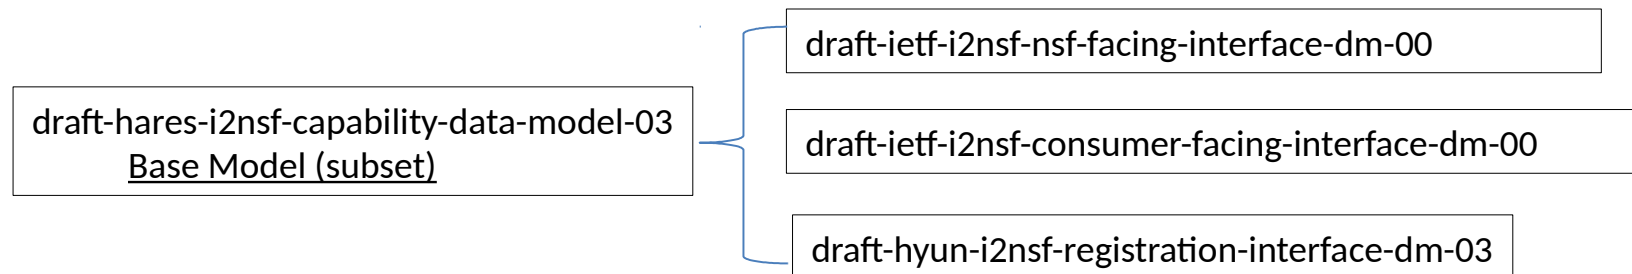 draft-ietf-i2nsf-nsf-facing-interface-dm-00
draft-hares-i2nsf-capability-data-model-03
Base Model (subset)
draft-ietf-i2nsf-consumer-facing-interface-dm-00
draft-hyun-i2nsf-registration-interface-dm-03